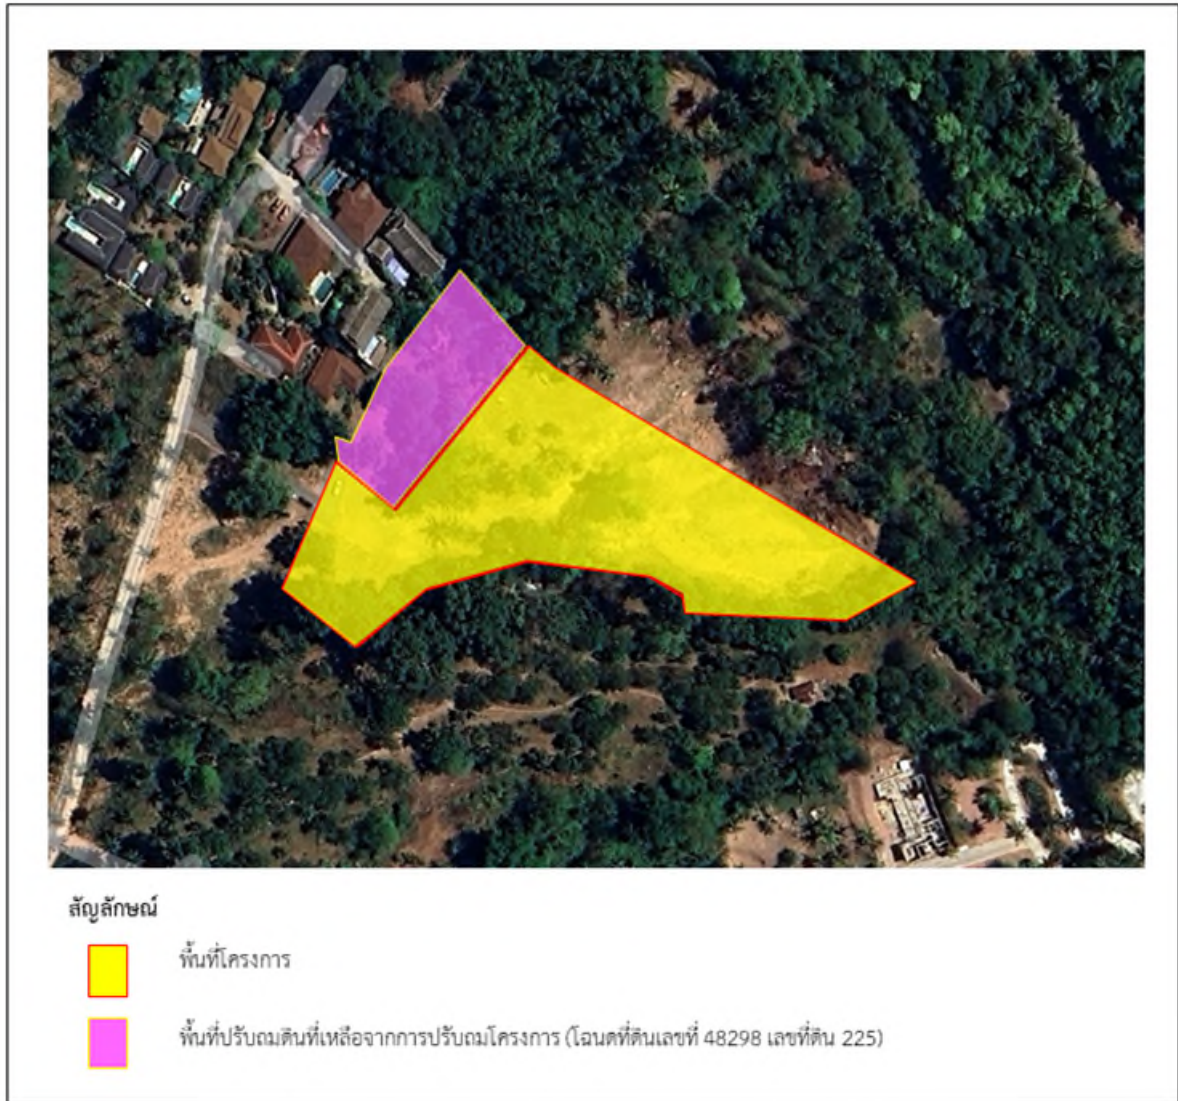 สัญลักษณ์
พื้นที่โครงการ
พื้นที่ปรับถมดินที่เหลือจากการปรับถมโครงการ (โฉนดที่ดินเลขที่ 48298 เลขที่ดิน 225)